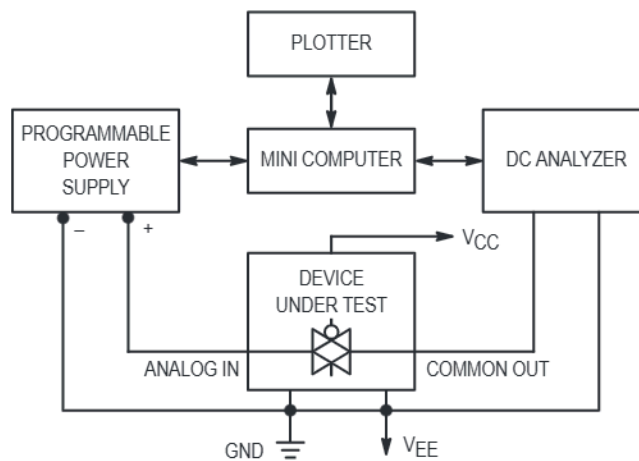 PLOTTER
PROGRAMMABLE
POWER
SUPPLY
MINI COMPUTER
DC ANALYZER
– +
VCC
DEVICE
UNDER TEST
ANALOG IN
COMMON OUT
GND
VEE